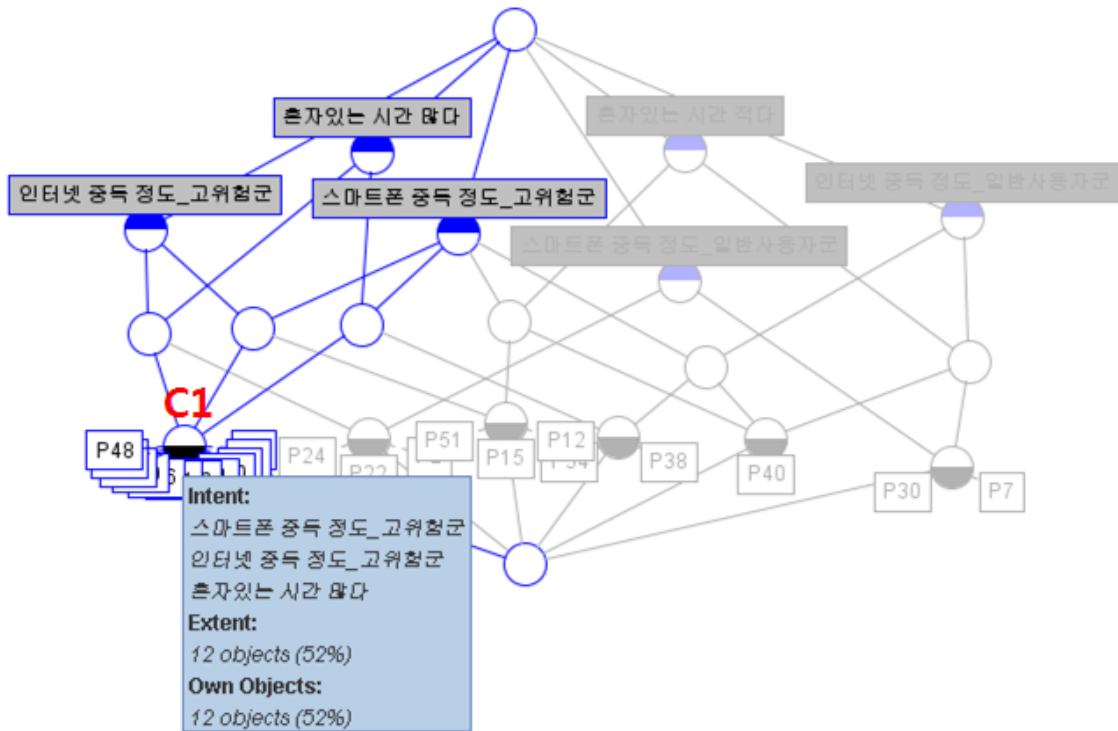 혼자있는 시간 많다
혼자있는 시간 적다
인터넷 중독 정도_고위험군
스마트폰 중독 정도_고위험군
인터넷 중독 정도_일반사용자군
스마트폰 중독 정도_일반사용자군
C1
P48
P24
P22
P51
P15
P12
P38
P40
P30
P7
Intent:
스마트폰 중독 정도_고위험군
인터넷 중독 정도_고위험군
혼자있는 시간 많다
Extent:
12 objects (52%)
Own Objects:
12 objects (52%)